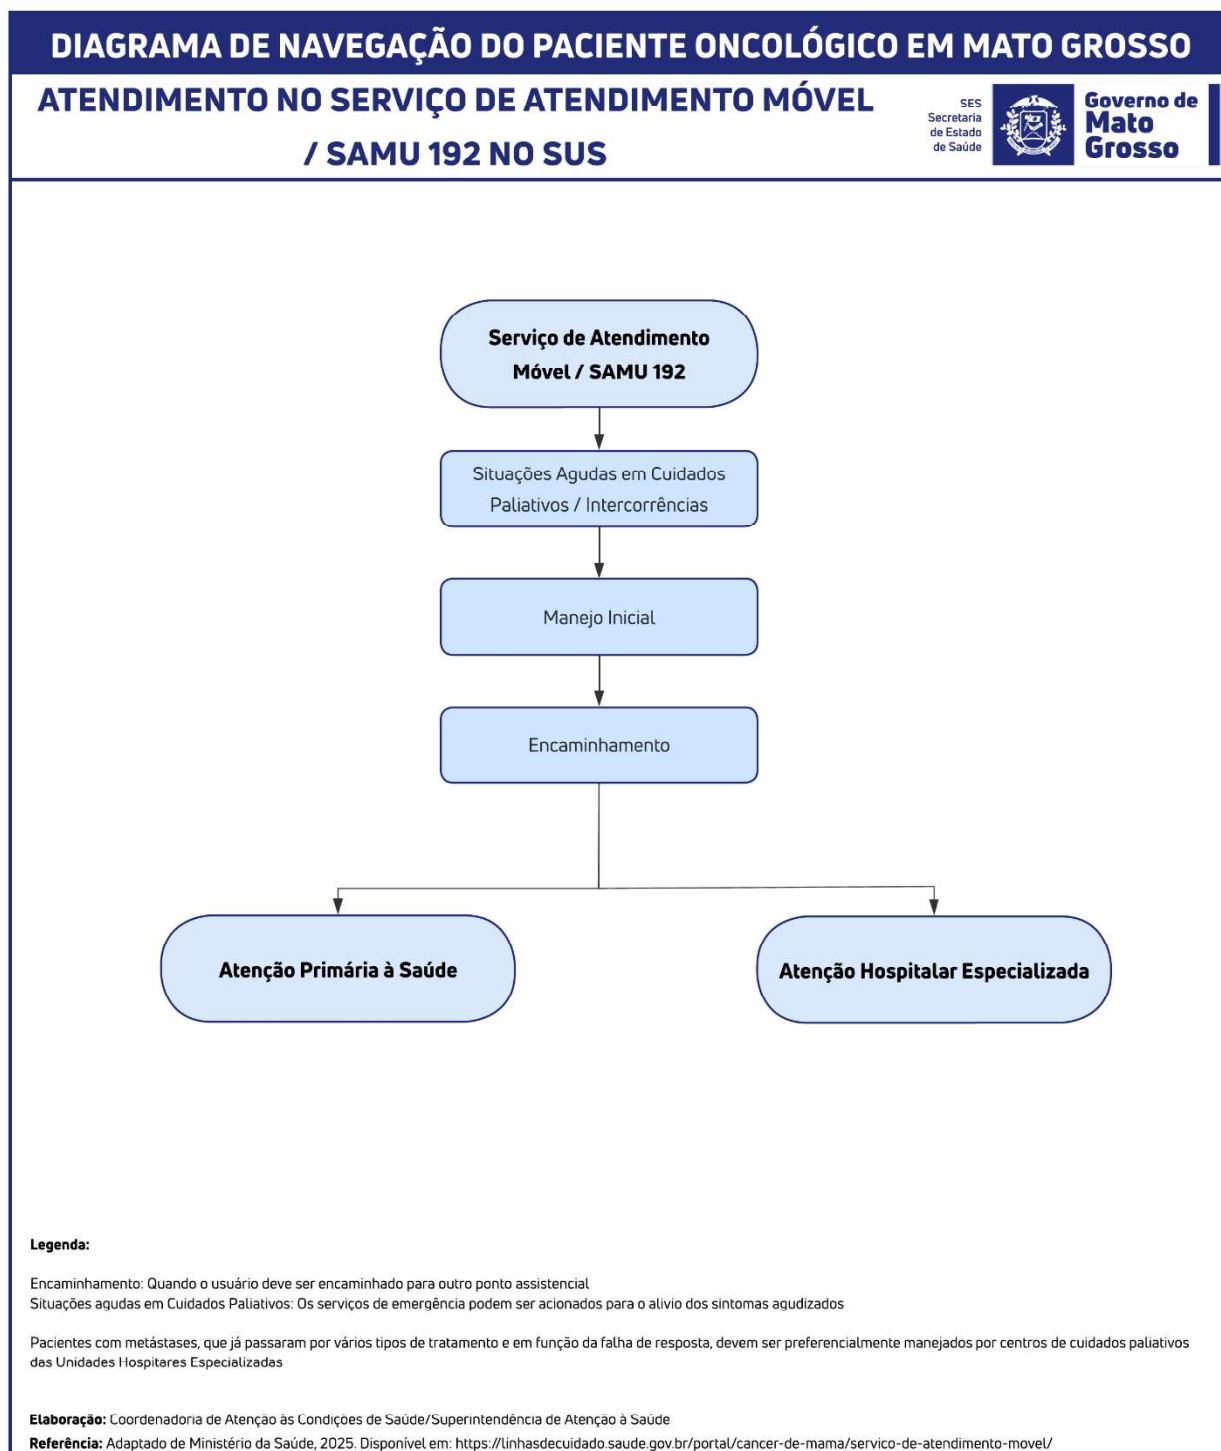 DIAGRAMA DE NAVEGAÇÃO DO PACIENTE ONCOLÓGICO EM MATO GROSSO
ATENDIMENTO NO SERVIÇO DE ATENDIMENTO MÓVEL
/ SAMU 192 NO SUS
SES
Secretaria
de Estado
de Saúde
Governo de
Mato
Grosso
Serviço de Atendimento
Móvel / SAMU 192
Situações Agudas em Cuidados
Paliativos / Intercorrências
Manejo Inicial
Encaminhamento
Atenção Primária à Saúde
Atenção Hospitalar Especializada
Legenda:
Encaminhamento: Quando o usuário deve ser encaminhado para outro ponto assistencial
Situações agudas em Cuidados Paliativos: Os serviços de emergência podem ser acionados para o alivio dos sintomas agudizados
Pacientes com metástases, que já passaram por vários tipos de tratamento e em função da falha de resposta, devem ser preferencialmente manejados por centros de cuidados paliativos
das Unidades Hospitares Especializadas
Elaboração: Coordenadoria de Atenção às Condições de Saúde/Superintendência de Atenção à Saúde
Referência: Adaptado de Ministério da Saúde, 2025. Disponível em: https://linhasdecuidado.saude.gov.br/portal/cancer-de-mama/servico-de-atendimento-movel/